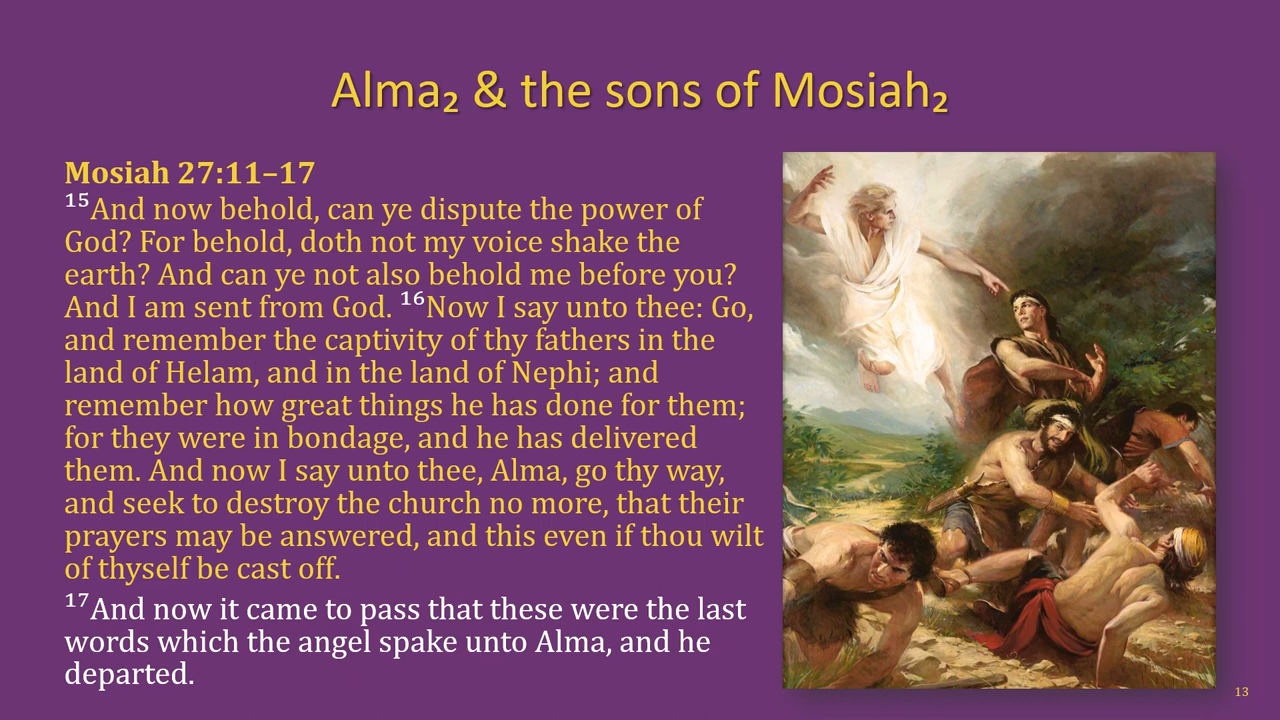 Alma₂ & the sons of Mosiah₂
Mosiah 27:11–17
¹⁵And now behold, can ye dispute the power of
God? For behold, doth not my voice shake the
earth? And can ye not also behold me before you?
And I am sent from God. ¹⁶Now I say unto thee: Go,
and remember the captivity of thy fathers in the
land of Helam, and in the land of Nephi; and
remember how great things he has done for them;
for they were in bondage, and he has delivered
them. And now I say unto thee, Alma, go thy way,
and seek to destroy the church no more, that their
prayers may be answered, and this even if thou wilt
of thyself be cast off.
¹⁷And now it came to pass that these were the last
words which the angel spake unto Alma, and he
departed.
13